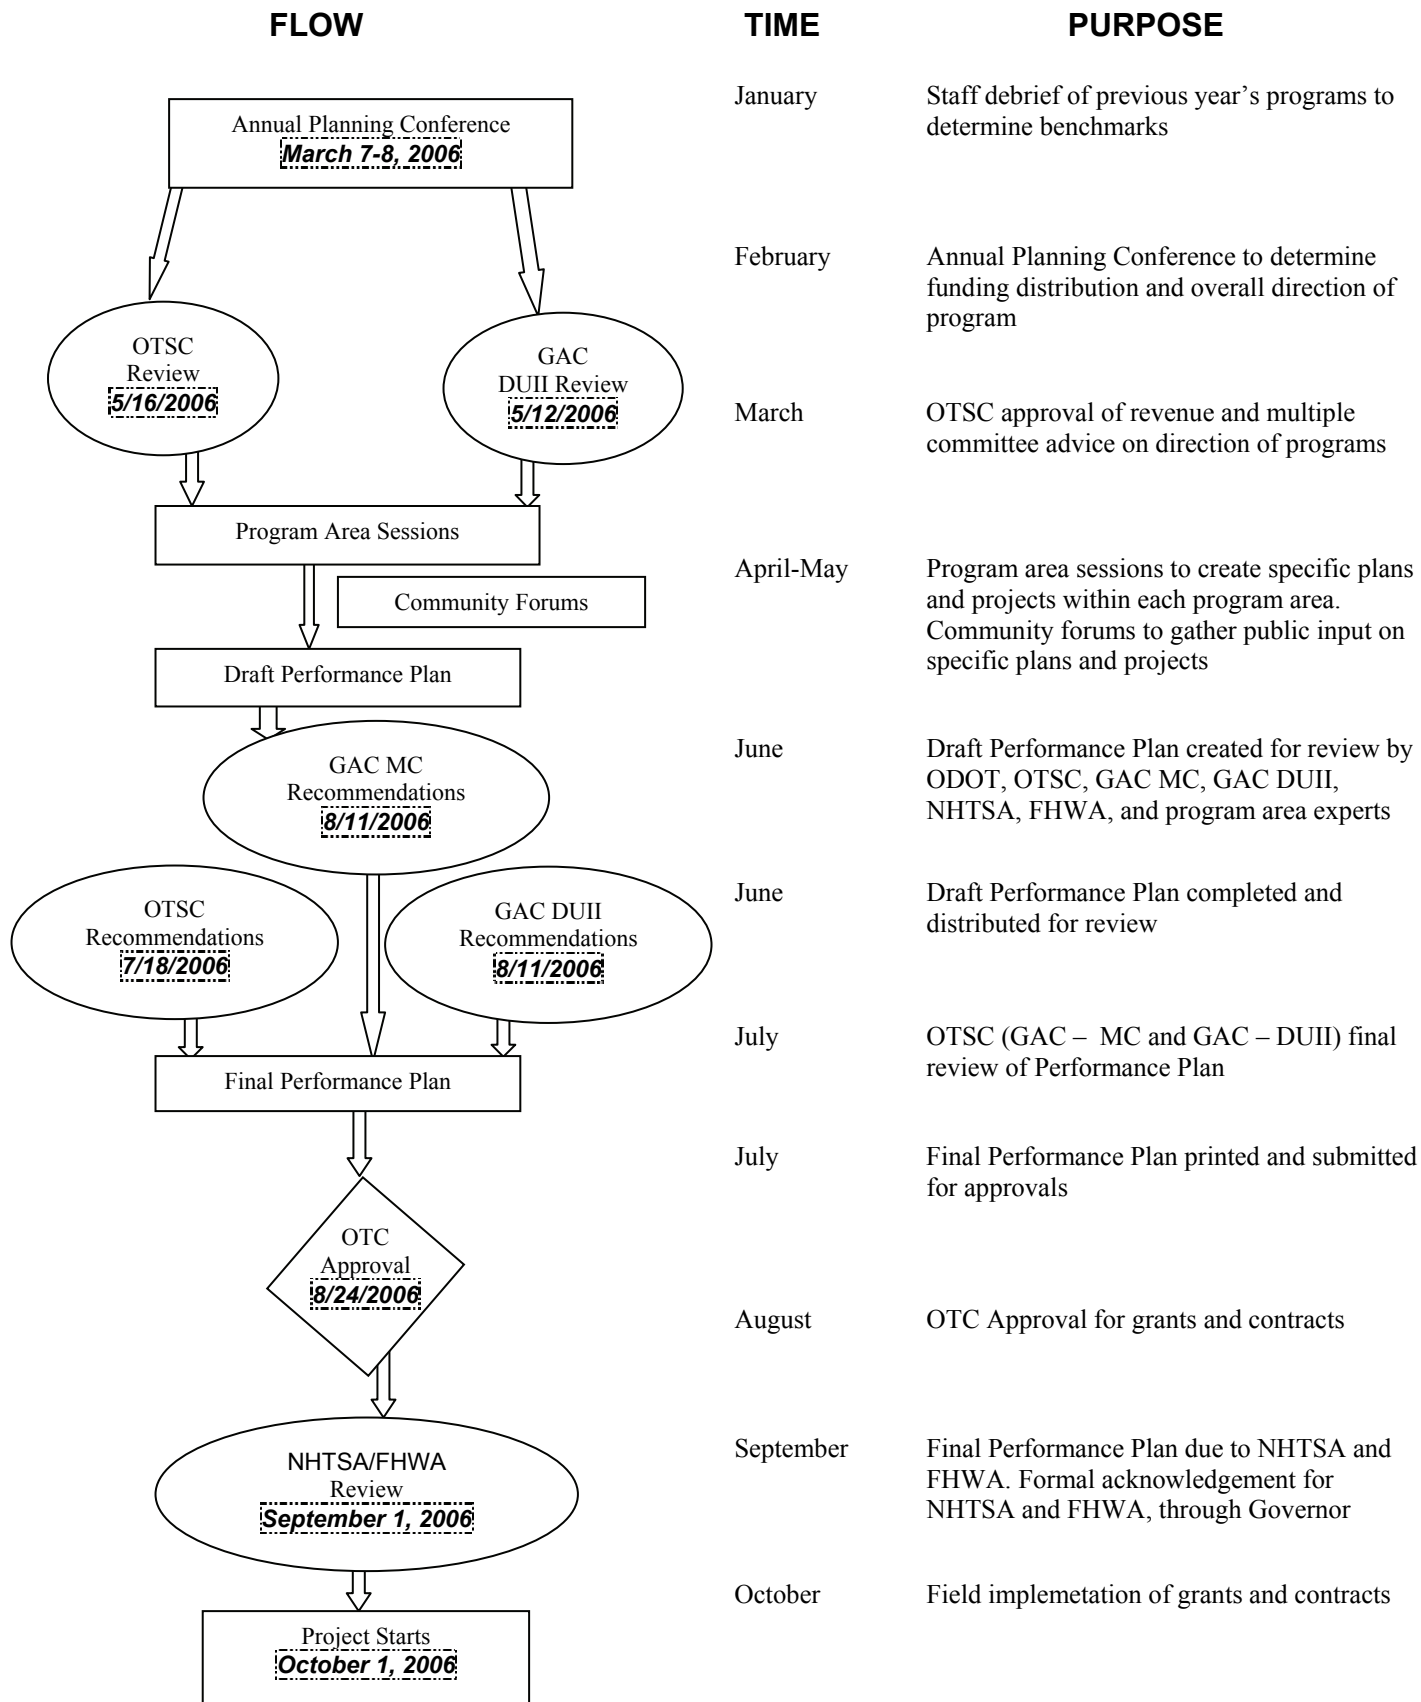 FLOW
TIME
PURPOSE
Annual Planning Conference
March 7-8, 2006
OTSC
Review
5/16/2006
GAC
DUII Review
5/12/2006
Program Area Sessions
Community Forums
Draft Performance Plan
GAC MC
Recommendations
8/11/2006
OTSC
Recommendations
7/18/2006
GAC DUII
Recommendations
8/11/2006
Final Performance Plan
OTC
Approval
8/24/2006
NHTSA/FHWA
Review
September 1, 2006
Project Starts
October 1, 2006
January
Staff debrief of previous year’s programs to
determine benchmarks
February
Annual Planning Conference to determine
funding distribution and overall direction of
program
March
OTSC approval of revenue and multiple
committee advice on direction of programs
April-May
Program area sessions to create specific plans
and projects within each program area.
Community forums to gather public input on
specific plans and projects
June
Draft Performance Plan created for review by
ODOT, OTSC, GAC MC, GAC DUII,
NHTSA, FHWA, and program area experts
June
Draft Performance Plan completed and
distributed for review
July
OTSC (GAC – MC and GAC – DUII) final
review of Performance Plan
July
Final Performance Plan printed and submitted
for approvals
August
OTC Approval for grants and contracts
September
Final Performance Plan due to NHTSA and
FHWA. Formal acknowledgement for
NHTSA and FHWA, through Governor
October
Field implemetation of grants and contracts